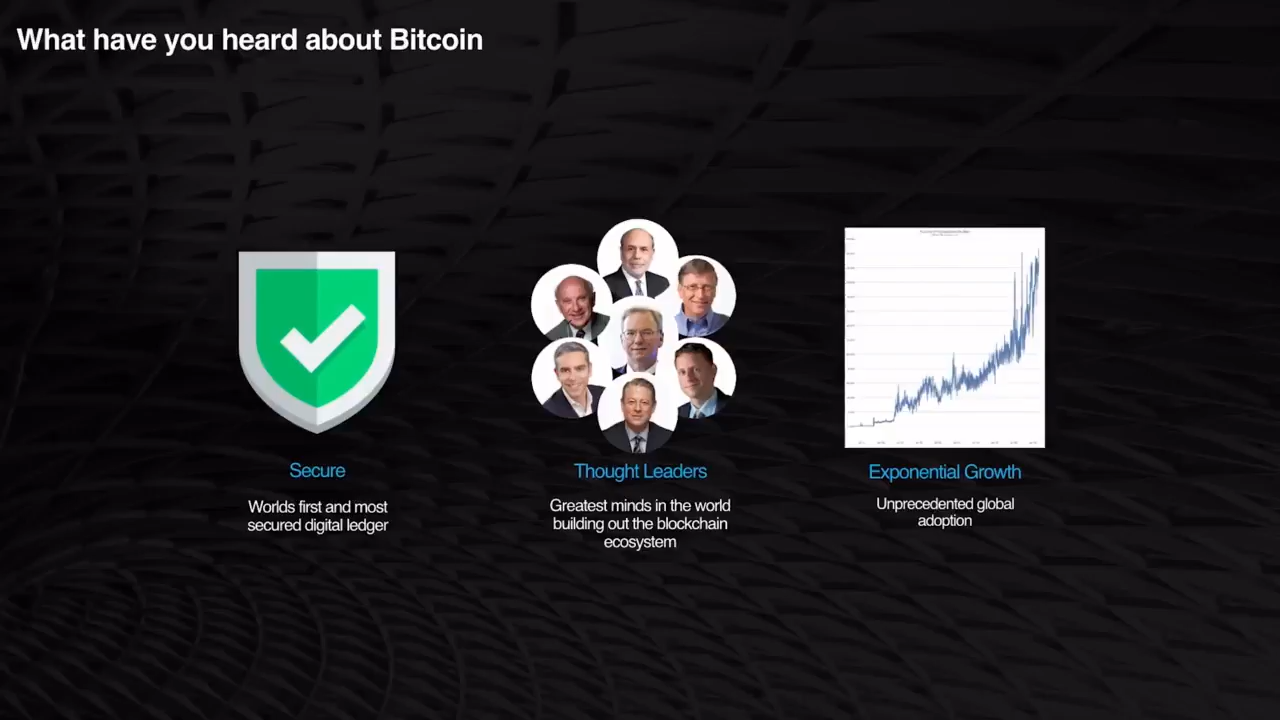 What have you heard about Bitcoin
Secure
Worlds first and most
secured digital ledger
Thought Leaders
Greatest minds in the world
building out the blockchain
ecosystem
Exponential Growth
Unprecedented global
adoption